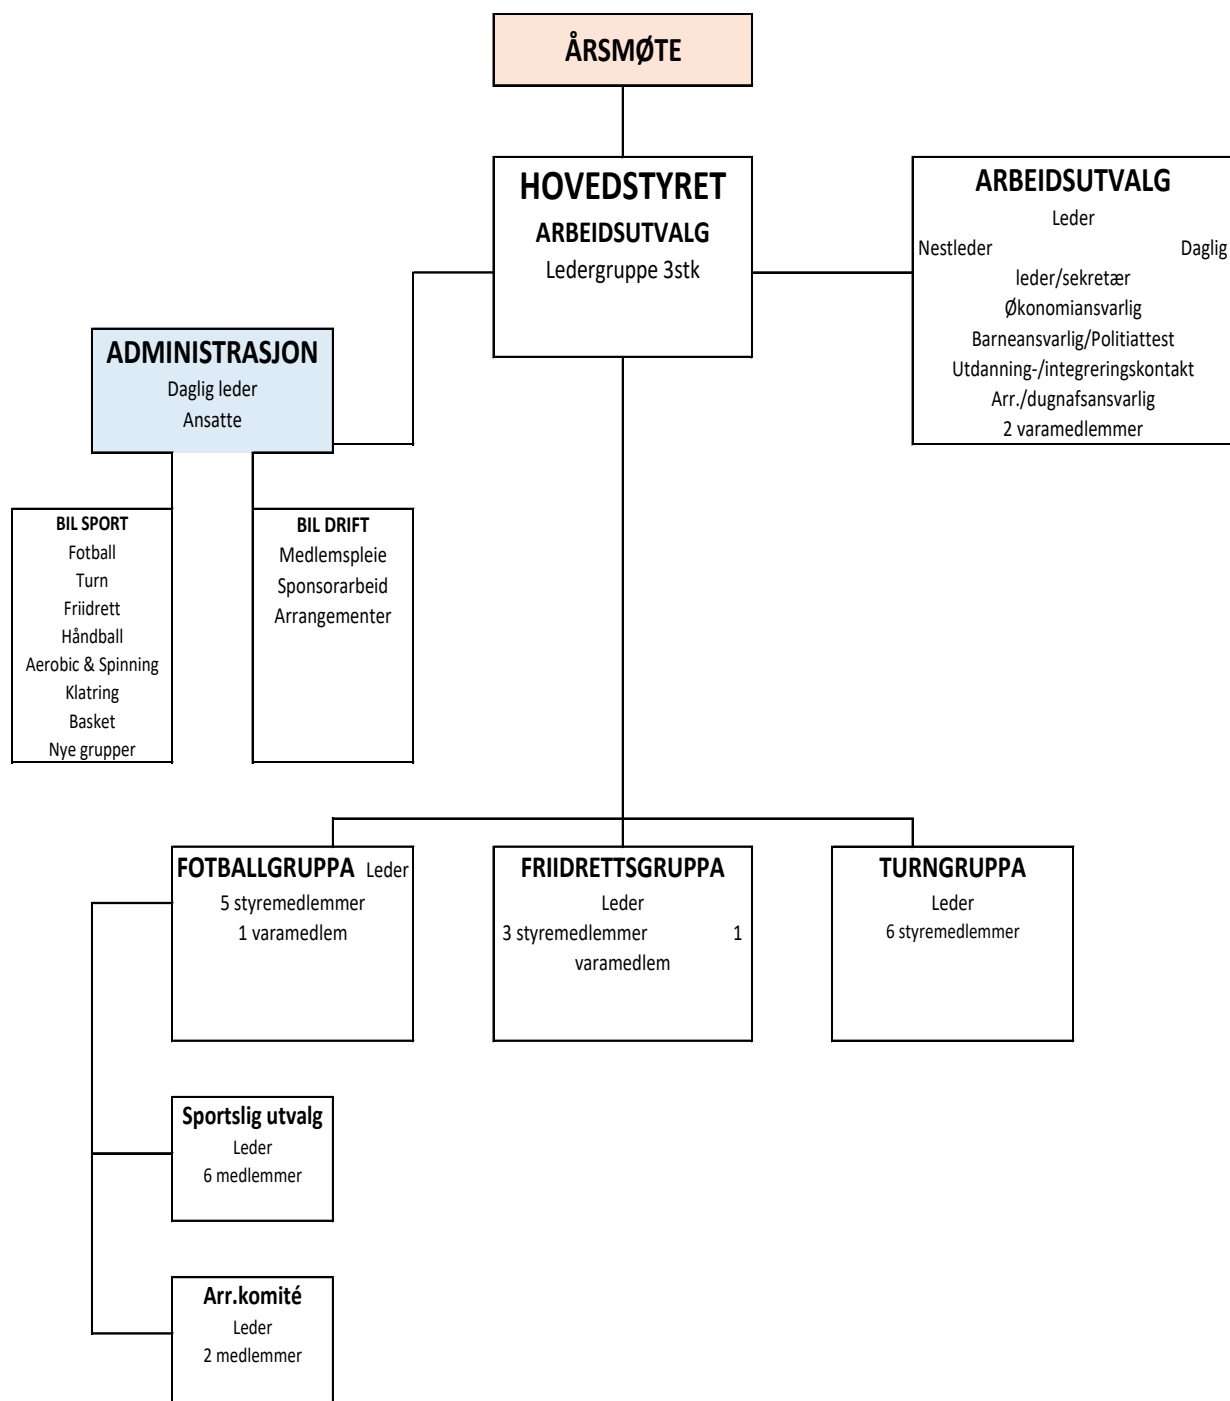 ÅRSMØTE
HOVEDSTYRET
ARBEIDSUTVALG
Ledergruppe 3stk
ARBEIDSUTVALG
Leder
Nestleder Daglig
leder/sekretær
Økonomiansvarlig
Barneansvarlig/Politiattest
Utdanning-/integreringskontakt
Arr./dugnafsansvarlig
2 varamedlemmer
ADMINISTRASJON
Daglig leder
Ansatte
BIL SPORT
Fotball
Turn
Friidrett
Håndball
Aerobic & Spinning
Klatring
Basket
Nye grupper
BIL DRIFT
Medlemspleie
Sponsorarbeid
Arrangementer
FOTBALLGRUPPA Leder
5 styremedlemmer
1 varamedlem
FRIIDRETTSGRUPPA
Leder
3 styremedlemmer 1
varamedlem
TURNGRUPPA
Leder
6 styremedlemmer
Sportslig utvalg
Leder
6 medlemmer
Arr.komité
Leder
2 medlemmer